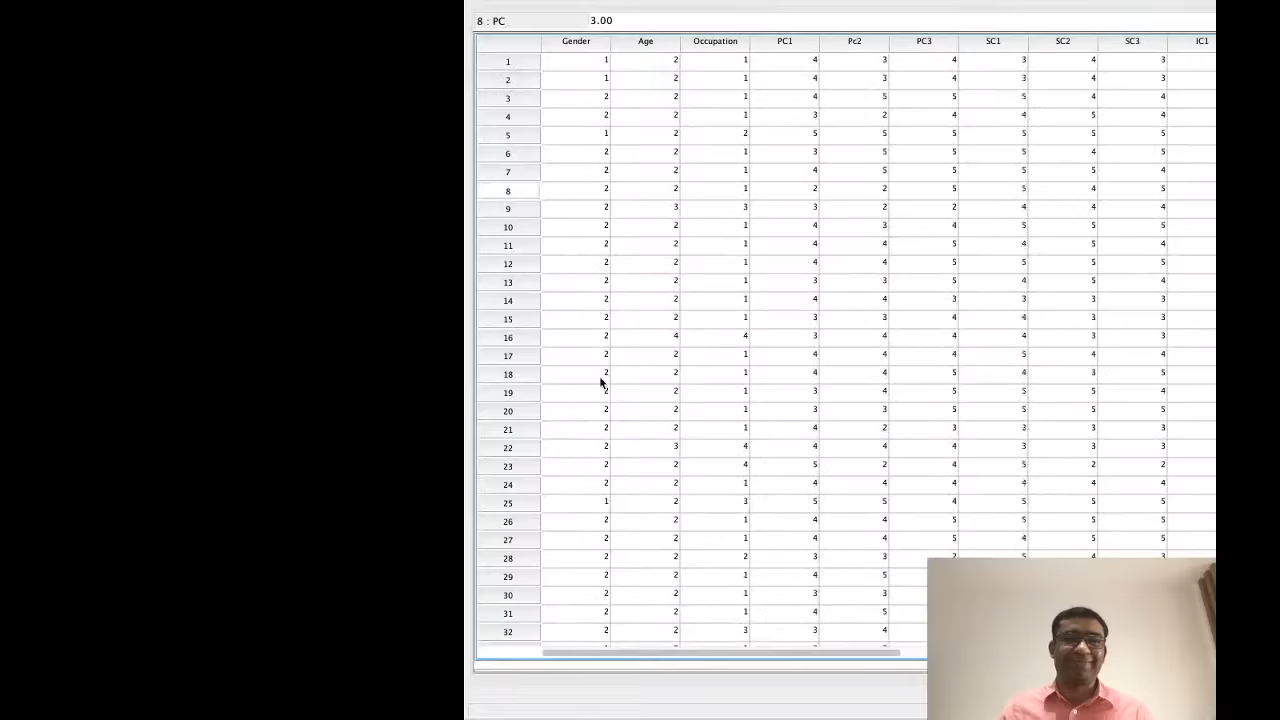 8 : PC 3.00
Gender Age Occupation PC1 Pc2 PC3 SC1 SC2 SC3 IC1
1 1 2 1 4 3 4 3 4 3
2 1 2 1 4 3 4 3 4 3
3 2 2 1 4 5 5 5 4 4
4 2 2 1 3 2 4 4 5 4
5 1 2 2 5 5 5 5 5 5
6 2 2 1 3 5 5 5 4 5
7 2 2 1 4 5 5 5 5 4
8 2 2 1 2 2 5 5 4 5
9 2 3 3 3 2 2 4 4 4
10 2 2 1 4 3 4 5 5 5
11 2 2 1 4 4 5 4 5 4
12 2 2 1 4 4 5 5 5 5
13 2 2 1 3 3 5 4 5 4
14 2 2 1 4 4 3 3 3 3
15 2 2 1 3 3 4 4 3 3
16 2 4 4 3 4 4 4 3 3
17 2 2 1 4 4 4 5 4 4
18 2 2 1 4 4 5 4 3 5
19 2 2 1 3 4 5 5 5 4
20 2 2 1 3 3 5 5 5 5
21 2 2 1 4 2 3 3 3 3
22 2 3 4 4 4 4 3 3 3
23 2 2 4 5 2 4 5 2 2
24 2 2 1 4 4 4 4 4 4
25 1 2 3 5 5 4 5 5 5
26 2 2 1 4 4 5 5 5 5
27 2 2 1 4 4 5 4 5 5
28 2 2 2 3 3 2 5 4 3
29 2 2 1 4 5
30 2 2 1 3 3
31 2 2 1 4 5
32 2 2 3 3 4